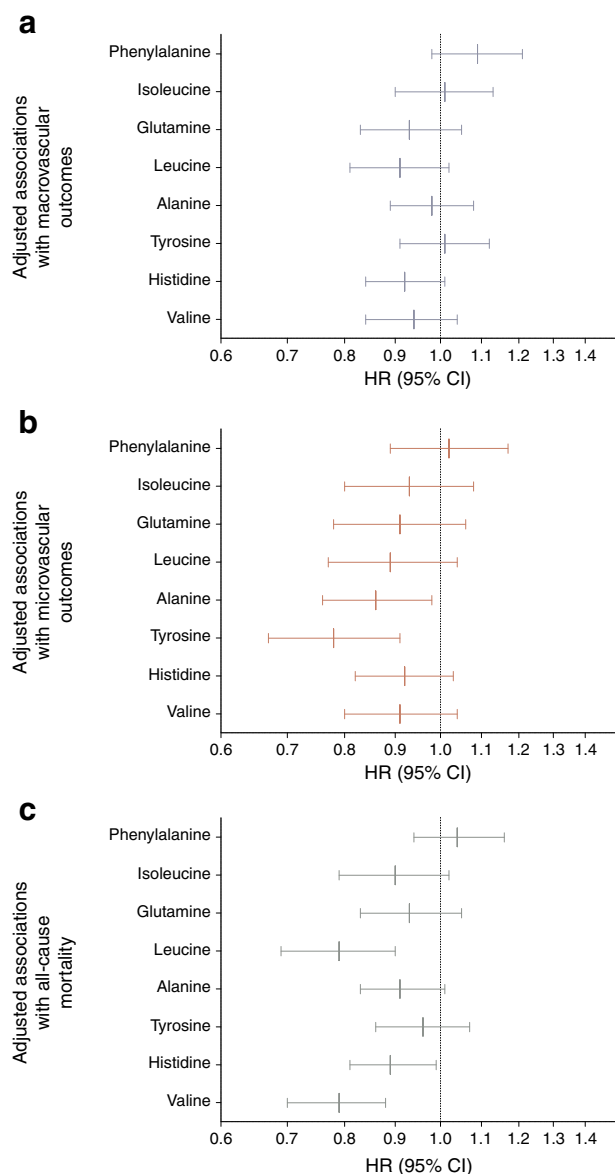 a
Adjusted associations
with macrovascular
outcomes
Phenylalanine
Isoleucine
Glutamine
Leucine
Alanine
Tyrosine
Histidine
Valine
0.6 0.7 0.8 0.9 1.0 1.1 1.2 1.3 1.4
HR (95% CI)
b
Adjusted associations
with microvascular
outcomes
Phenylalanine
Isoleucine
Glutamine
Leucine
Alanine
Tyrosine
Histidine
Valine
0.6 0.7 0.8 0.9 1.0 1.1 1.2 1.3 1.4
HR (95% CI)
c
Adjusted associations
with all-cause
mortality
Phenylalanine
Isoleucine
Glutamine
Leucine
Alanine
Tyrosine
Histidine
Valine
0.6 0.7 0.8 0.9 1.0 1.1 1.2 1.3 1.4
HR (95% CI)